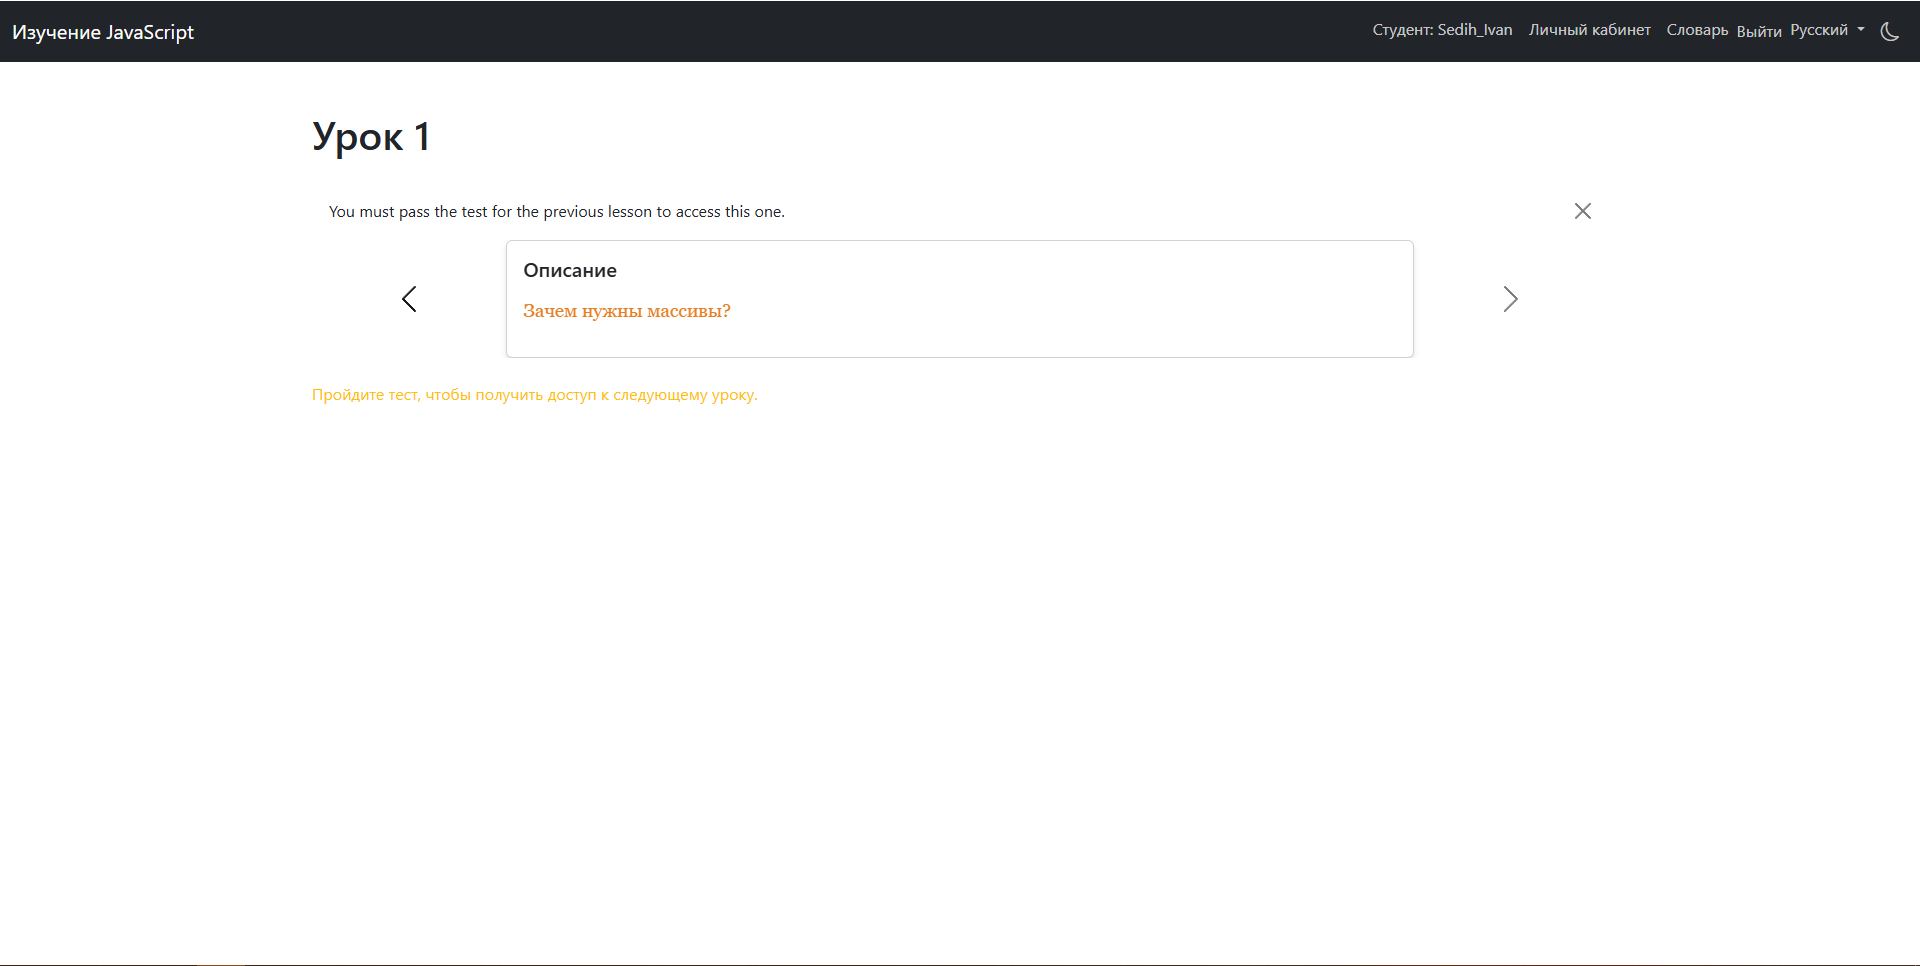 Изучение JavaScript
Студент: Sedih_Ivan Личный кабинет Словарь Выйти Русский
Урок 1
You must pass the test for the previous lesson to access this one.
Описание
Зачем нужны массивы?
Пройдите тест, чтобы получить доступ к следующему уроку.